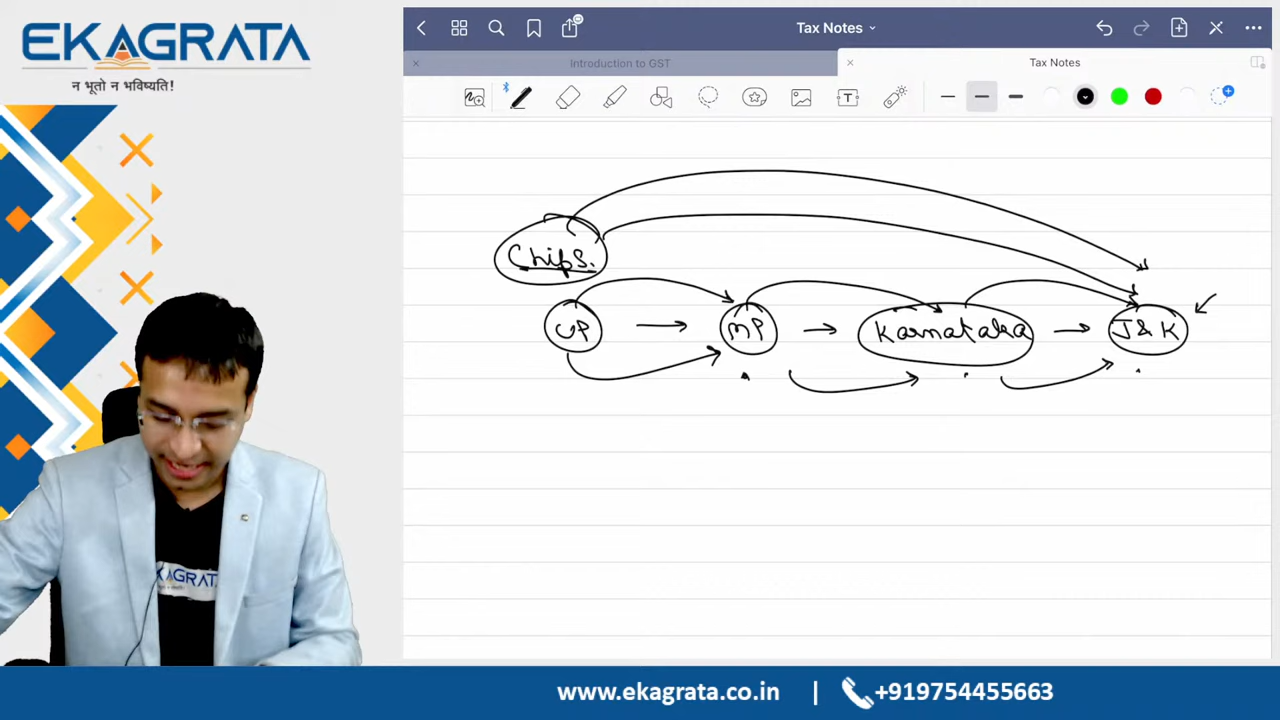 EKAGRATA
न भूतो न भविष्यति!
Tax Notes
Introduction to GST
Tax Notes
Chips.
UP → MP → Karnataka → J&K
EKAGRATA
www.ekagrata.co.in | +919754455663